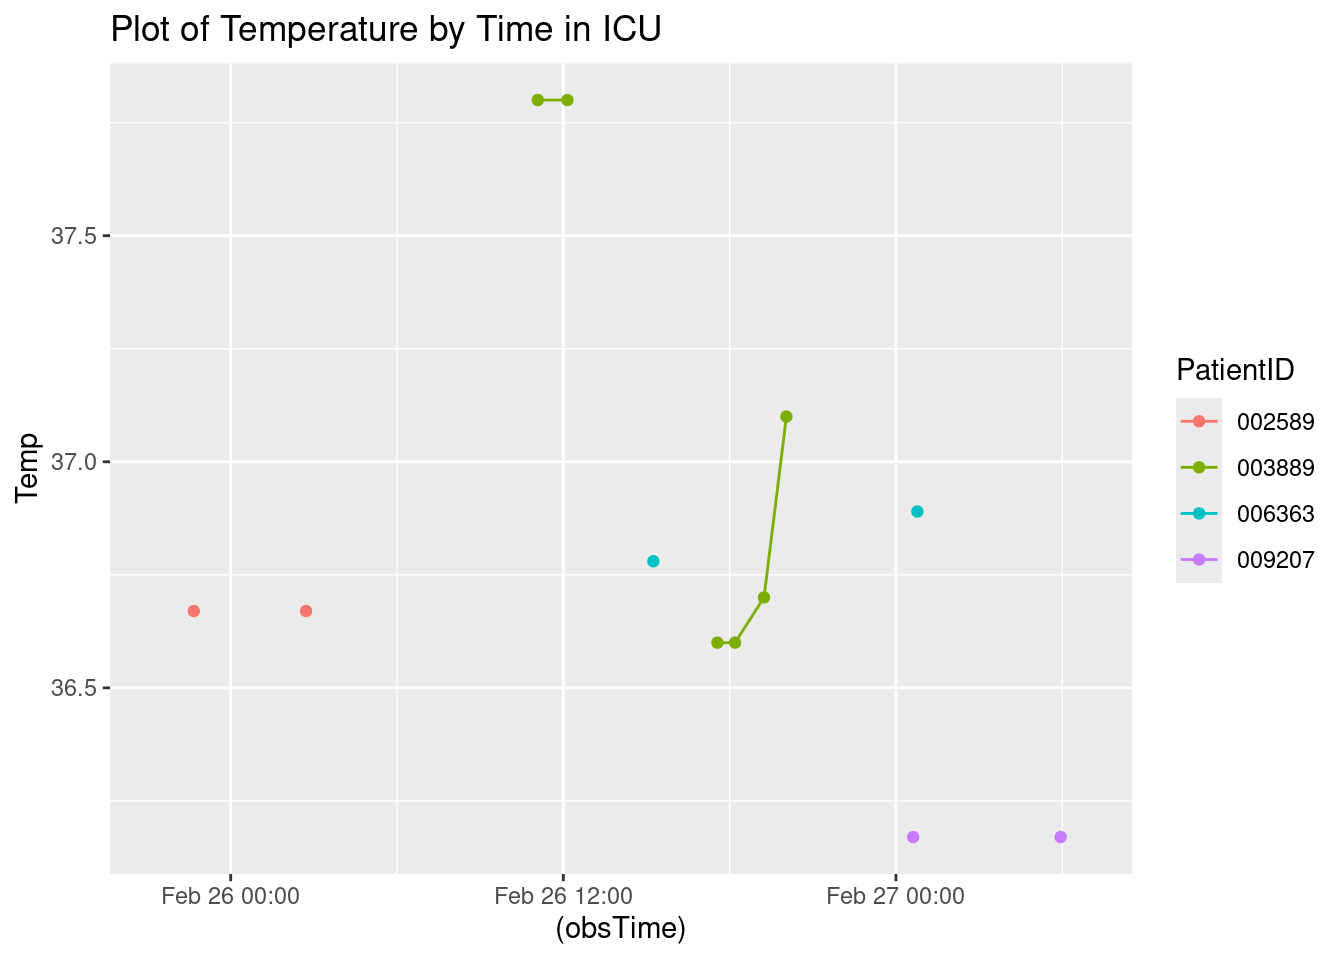 Plot of Temperature by Time in ICU
37.5
37.0
36.5
Temp
Feb 26 00:00
Feb 26 12:00
Feb 27 00:00
(obsTime)
PatientID
002589
003889
006363
009207